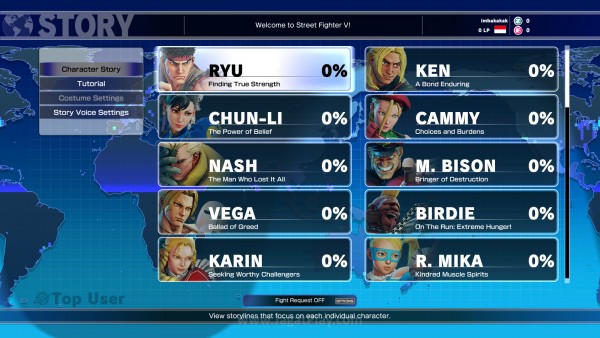 STORY
Welcome to Street Fighter V!
Imbakakak
0 LP
0
0
Character Story
Tutorial
Costume Settings
Story Voice Settings
RYU 0%
Finding True Strength
KEN 0%
A Bond Enduring
CHUN-LI 0%
The Power of Belief
CAMMY 0%
Choices and Burdens
NASH 0%
The Man Who Lost It All
M. BISON 0%
Bringer of Destruction
VEGA 0%
Ballad of Greed
BIRDIE 0%
On The Run: Extreme Hunger!
KARIN 0%
Seeking Worthy Challengers
R. MIKA 0%
Kindred Muscle Spirits
Top User
Fight Request OFF OPTIONS
View storylines that focus on each individual character.